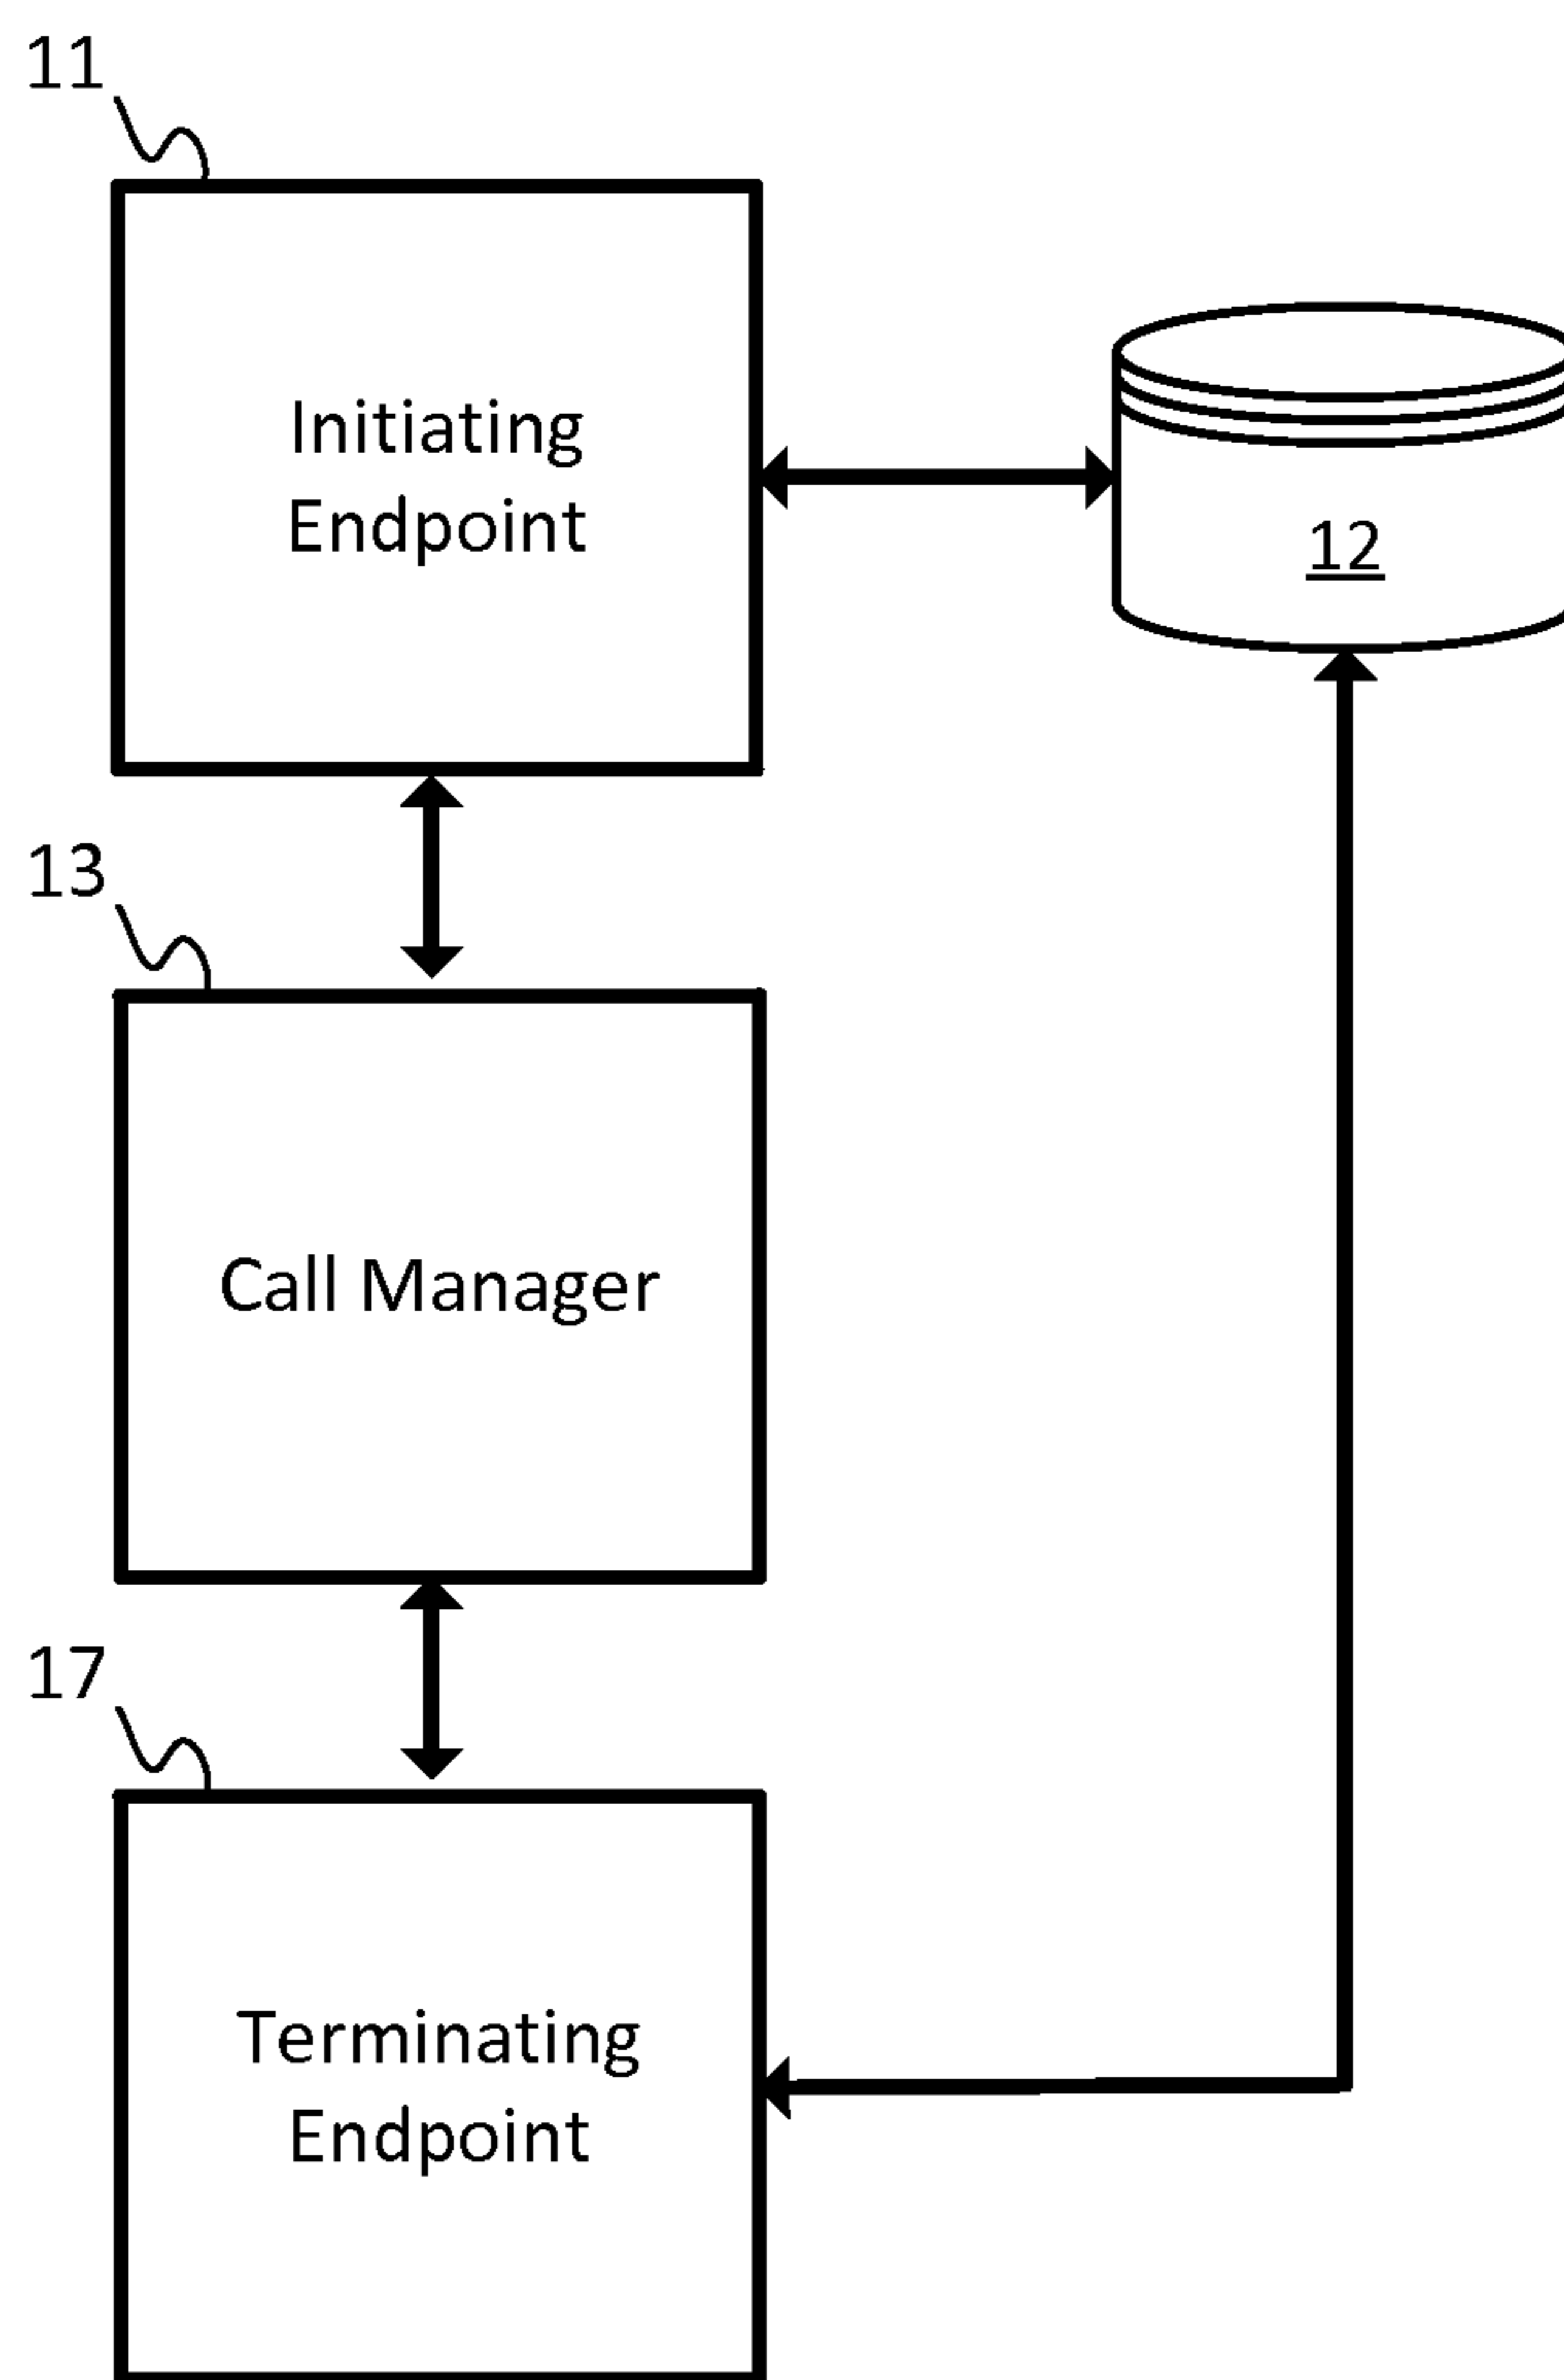 11
Initiating
Endpoint
12
13
Call Manager
17
Terminating
Endpoint